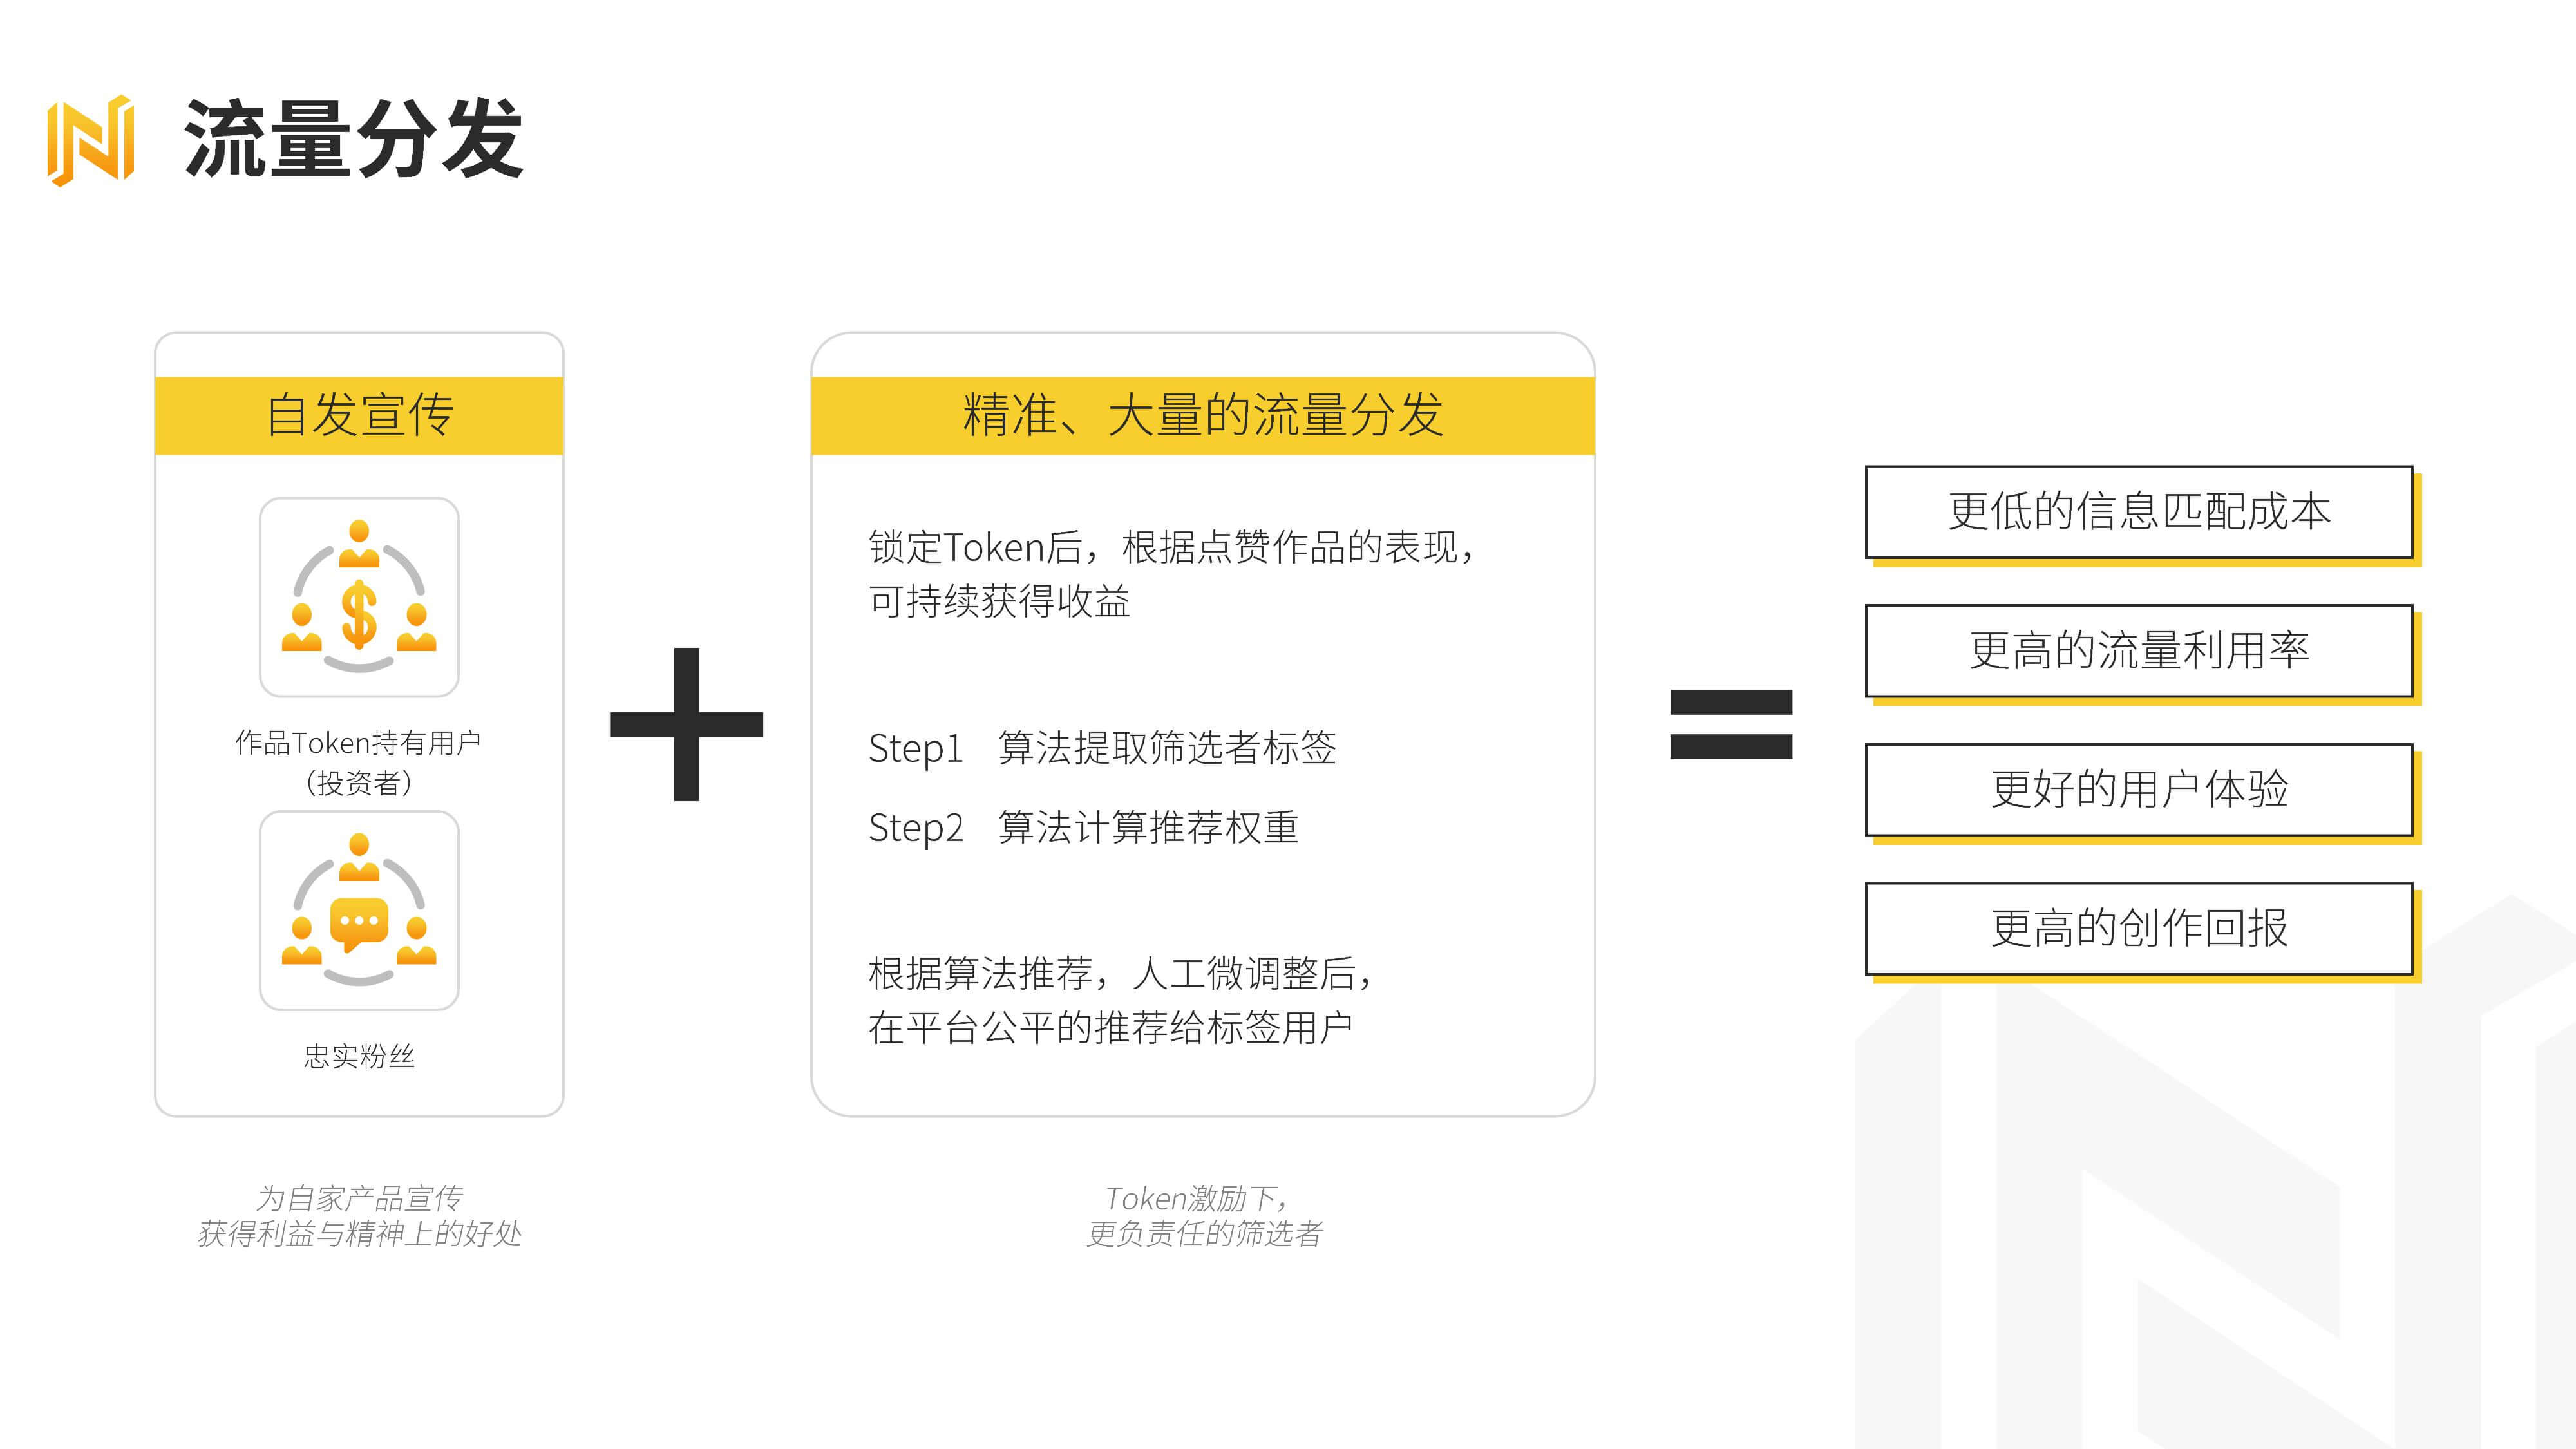 流量分发
自发宣传
作品Token持有用户
（投资者）
忠实粉丝
为自家产品宣传
获得利益与精神上的好处
精准、大量的流量分发
锁定Token后，根据点赞作品的表现，
可持续获得收益
Step1 算法提取筛选者标签
Step2 算法计算推荐权重
根据算法推荐，人工微调整后，
在平台公平的推荐给标签用户
Token激励下，
更负责任的筛选者
更低的信息匹配成本
更高的流量利用率
更好的用户体验
更高的创作回报